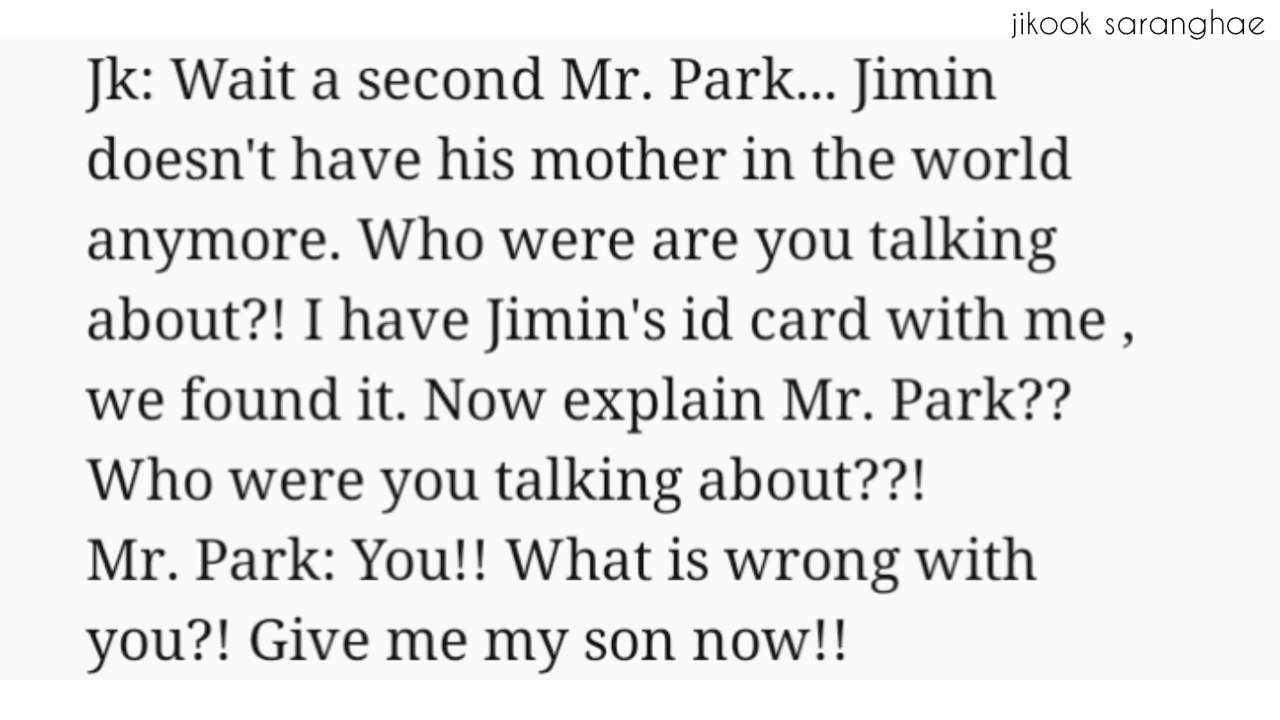 jikook saranghae
Jk: Wait a second Mr. Park... Jimin
doesn't have his mother in the world
anymore. Who were are you talking
about?! I have Jimin's id card with me ,
we found it. Now explain Mr. Park??
Who were you talking about??!
Mr. Park: You!! What is wrong with
you?! Give me my son now!!